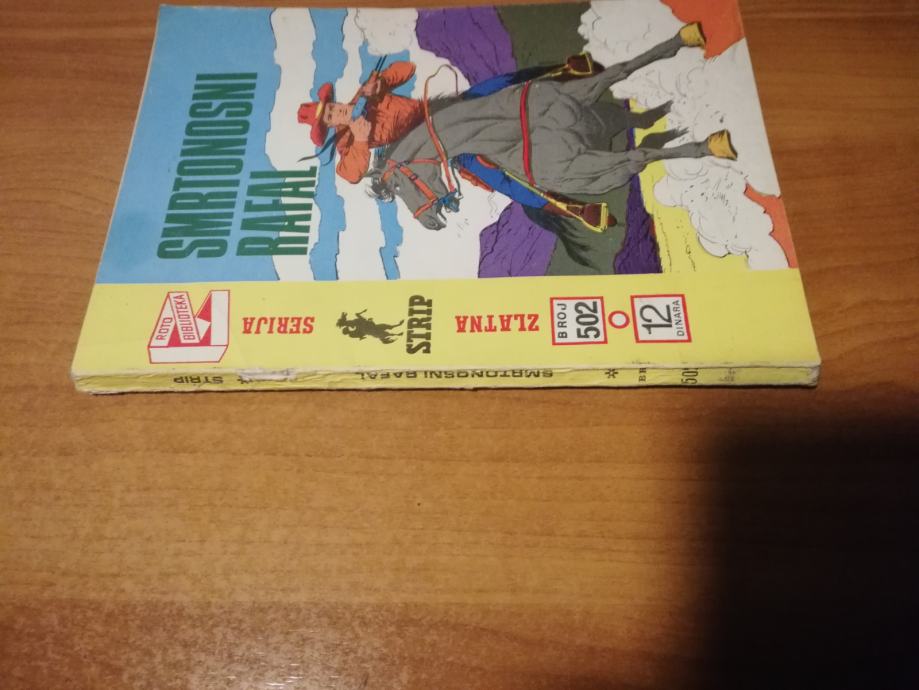 SMRTONOSNI
RAFAL
ROTO
BIBLIOTEKA
ZLATNA
STRIP
SERIJA
BROJ
502
12
DINARA
STRIP
SMRTONOSNI RAFAL
*